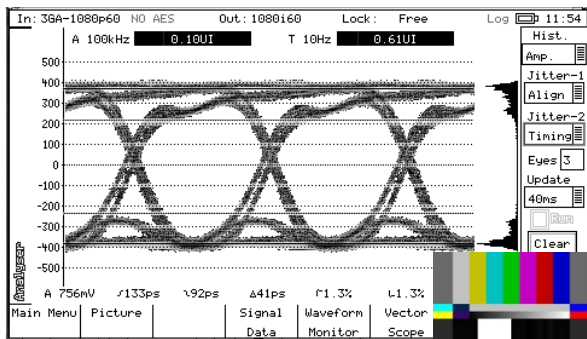 In: 3GA-1080p60 NO AES Out: 1080i60 Lock: Free Log 11:54
A 100kHz 0.10UI T 10Hz 0.61UI
Hist.
Amp.
Jitter-1
Align
Jitter-2
Timing
Eyes 3
Update
40ms
Run
Clear
500
400
300
200
100
0
-100
-200
-300
-400
-500
Analyser
A 756mV 133ps 92ps Δ41ps 1.3% 1.3%
Main Menu Picture Signal Waveform Vector
Data Monitor Scope